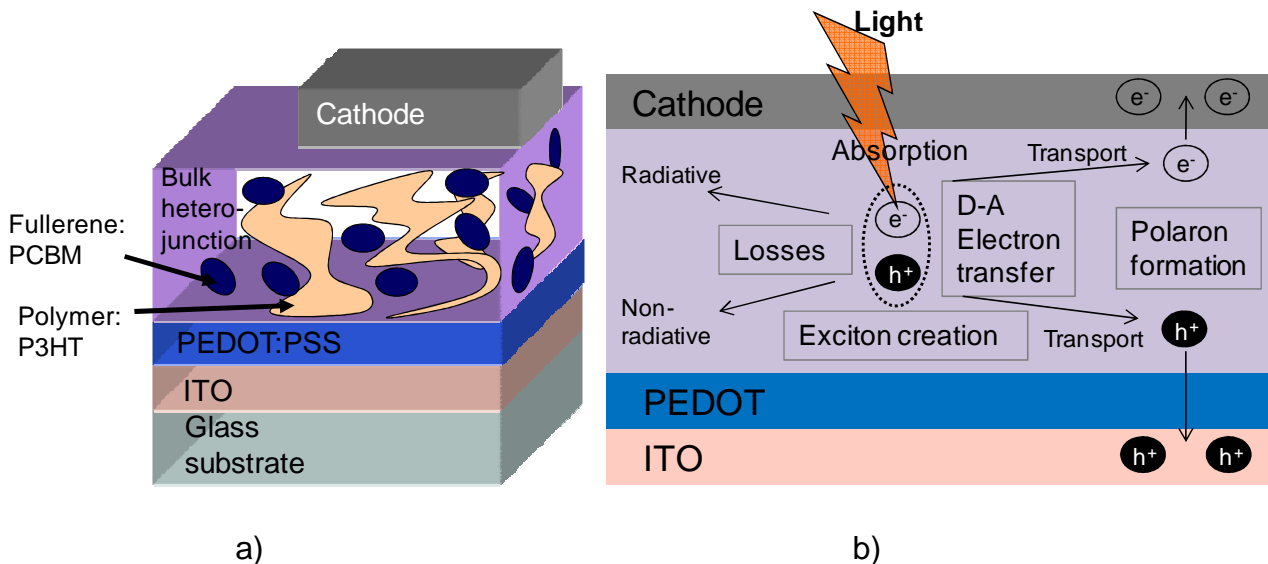 Cathode
Bulk
hetero-
junction
Fullerene:
PCBM
Polymer:
P3HT
PEDOT:PSS
ITO
Glass
substrate
a)
Light
Cathode
e-
e-
Absorption
Transport
e-
Radiative
e-
D-A
Electron
transfer
Polaron
formation
Losses
h+
Non-
radiative
Exciton creation
Transport
h+
PEDOT
ITO
h+
h+
b)